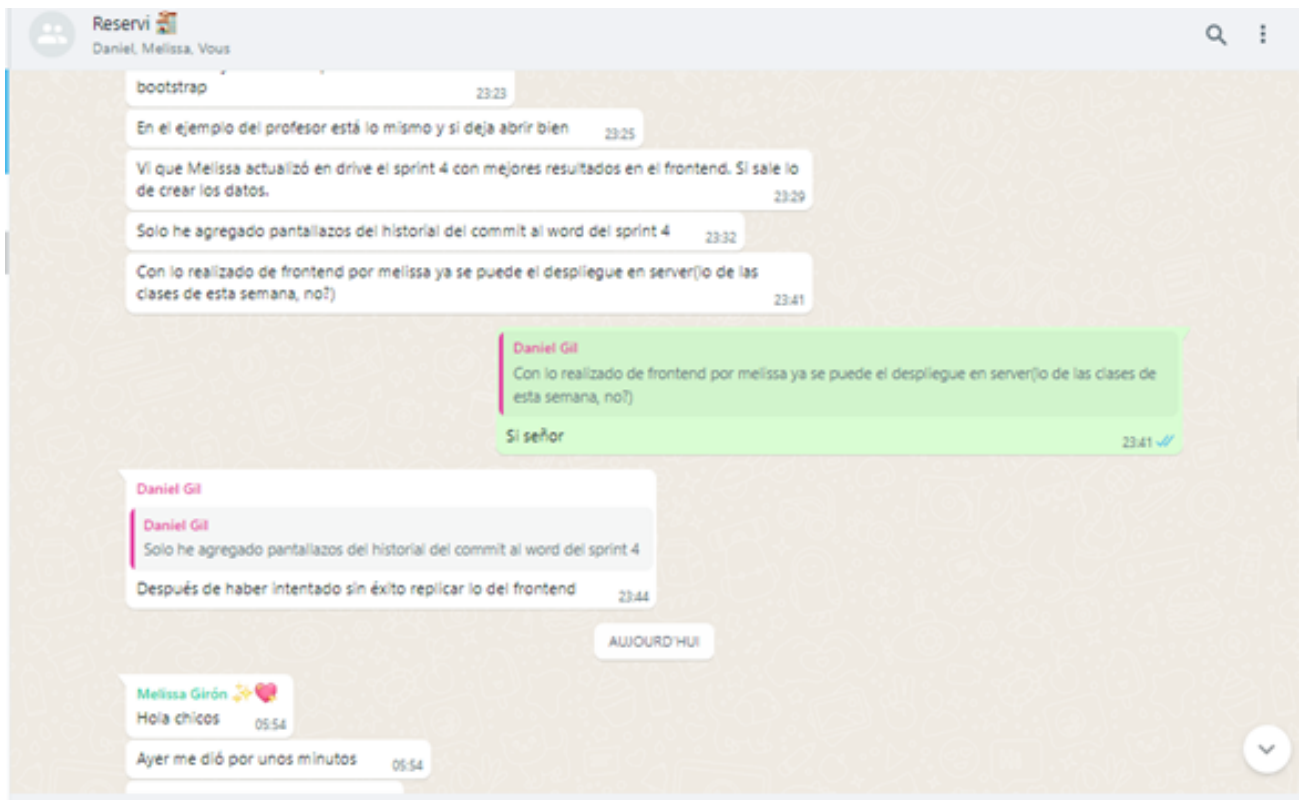 Reservi
Daniel, Melissa, Vous
bootstrap
23:23
En el ejemplo del profesor está lo mismo y si deja abrir bien
23:25
Vi que Melissa actualizó en drive el sprint 4 con mejores resultados en el frontend. Si sale lo
de crear los datos.
23:29
Solo he agregado pantallazos del historial del commit al word del sprint 4
23:32
Con lo realizado de frontend por melissa ya se puede el despliegue en server(lo de las
clases de esta semana, no?)
23:41
Daniel Gil
Con lo realizado de frontend por melissa ya se puede el despliegue en server(lo de las clases de
esta semana, no?)
Si señor
23:41
Daniel Gil
Daniel Gil
Solo he agregado pantallazos del historial del commit al word del sprint 4
Después de haber intentado sin éxito replicar lo del frontend
23:44
AUJOURD'HUI
Melissa Girón ✨💘
Hola chicos
05:54
Ayer me dió por unos minutos
05:54